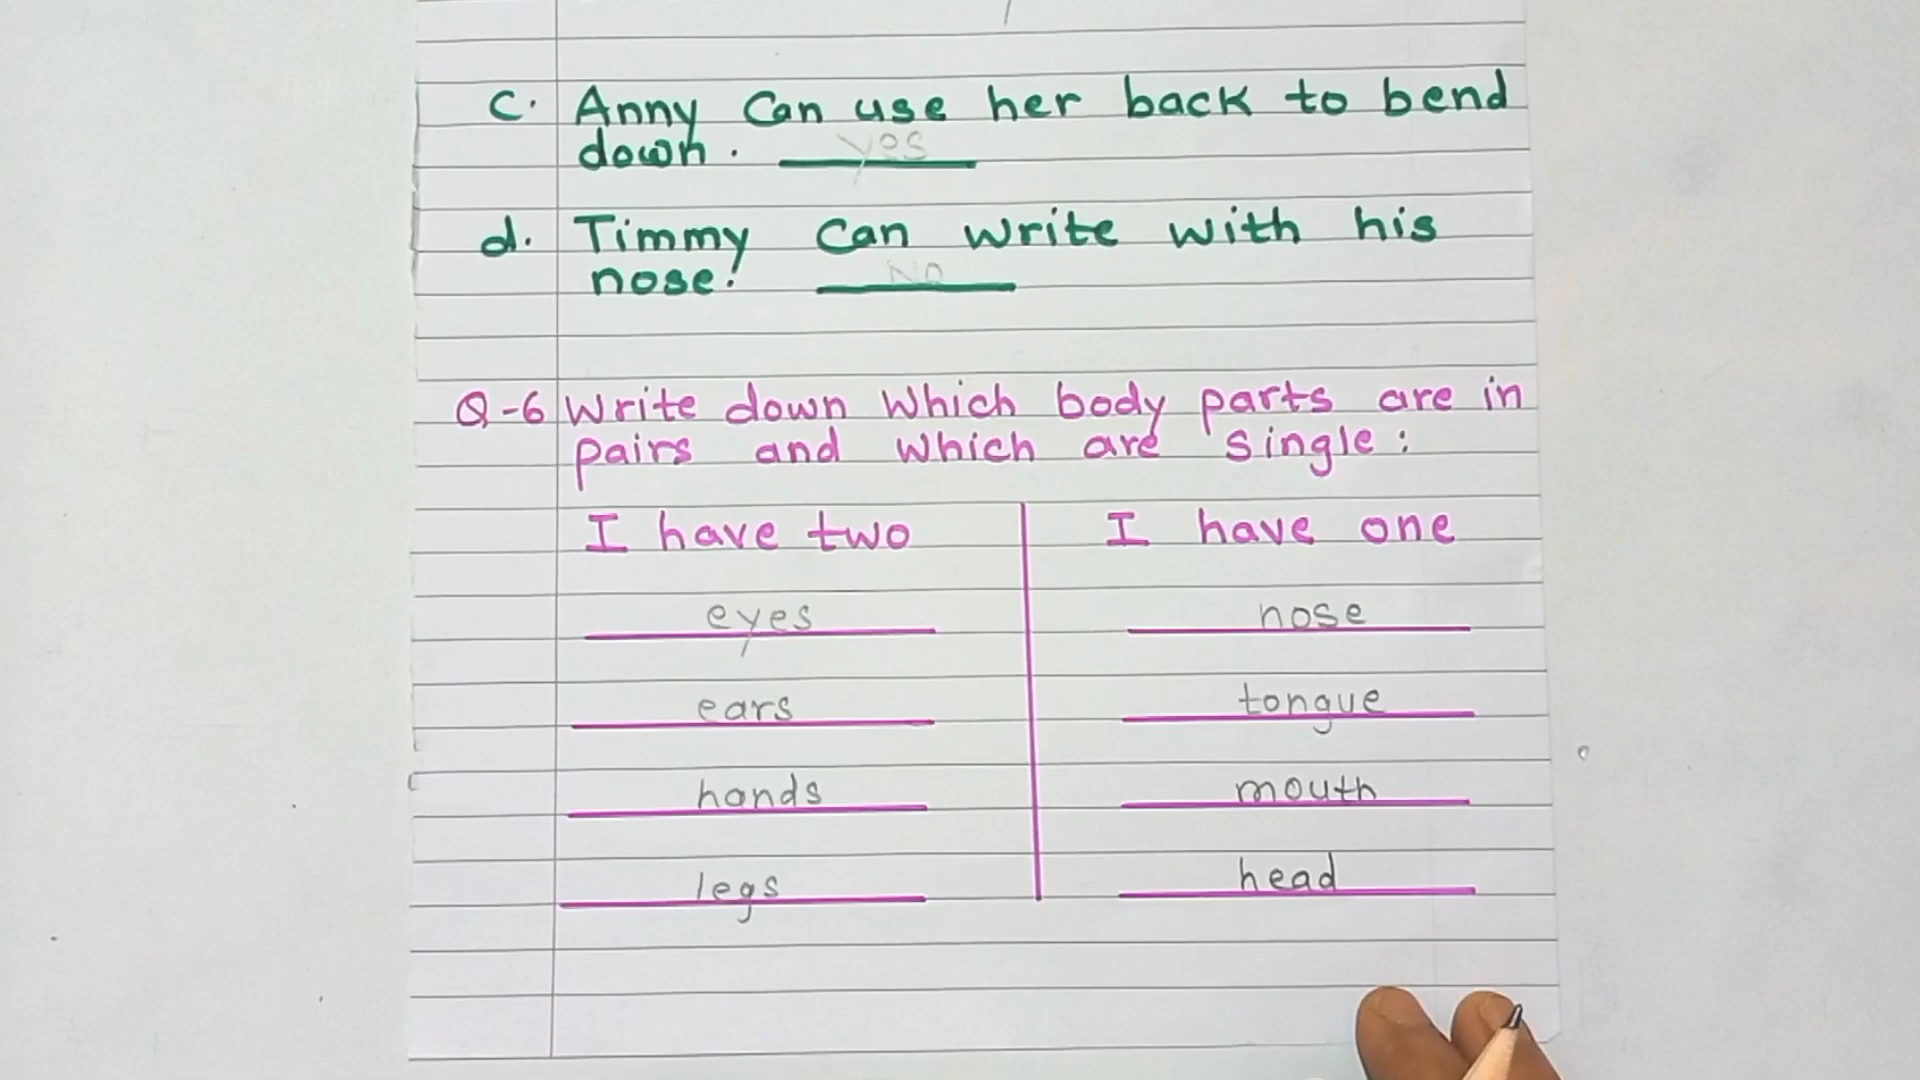 c. Anny Can use her back to bend
down. yes
d. Timmy Can write with his
nose. No
Q-6 Write down which body parts are in
pairs and which are single:
I have two I have one
eyes nose
ears tongue
hands mouth
legs head